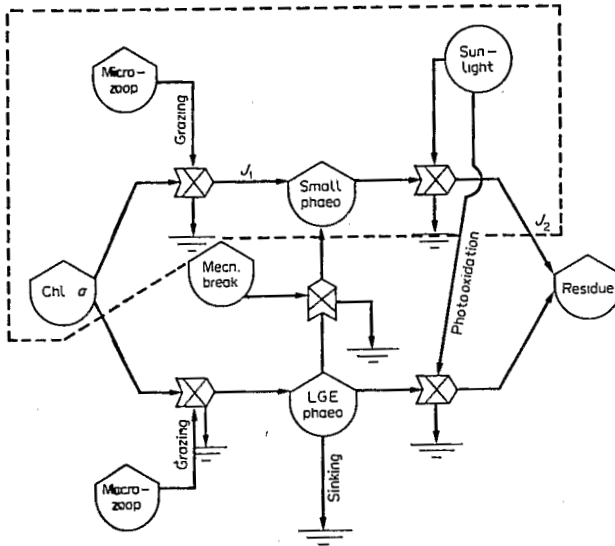 Micro-
zoop
Sun-
light
Grazing
J1
Small
phaeo
J2
Mecn.
break
Chl a
Photooxidation
Residue
LGE
phaeo
Grazing
Sinking
Macro-
zoop